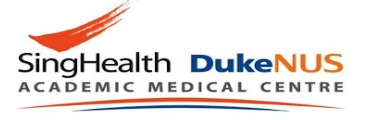 SingHealth DukeNUS
ACADEMIC MEDICAL CENTRE